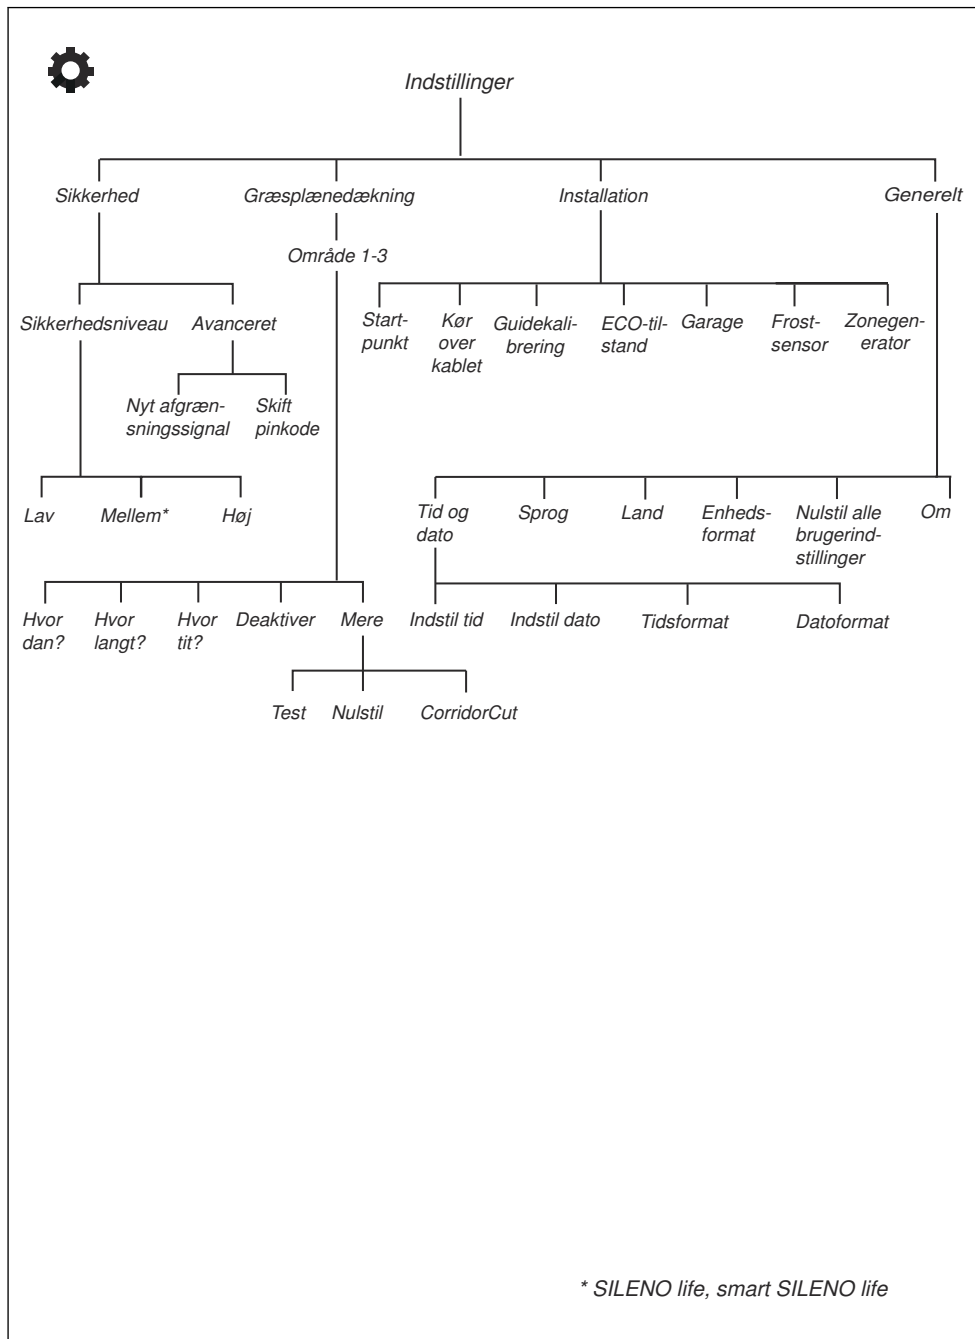 Indstillinger
Sikkerhed
Græsplænedækning
Installation
Generelt
Område 1-3
Sikkerhedsniveau
Avanceret
Start-
punkt
Kør
over
kablet
Guidekali-
brering
ECO-til-
stand
Garage
Frost-
sensor
Zonegen-
erator
Nyt afgræn-
sningssignal
Skift
pinkode
Lav
Mellem*
Høj
Tid og
dato
Sprog
Land
Enheds-
format
Nulstil alle
brugerind-
stillinger
Om
Hvor
dan?
Hvor
langt?
Hvor
tit?
Deaktiver
Mere
Indstil tid
Indstil dato
Tidsformat
Datoformat
Test
Nulstil
CorridorCut
* SILENO life, smart SILENO life